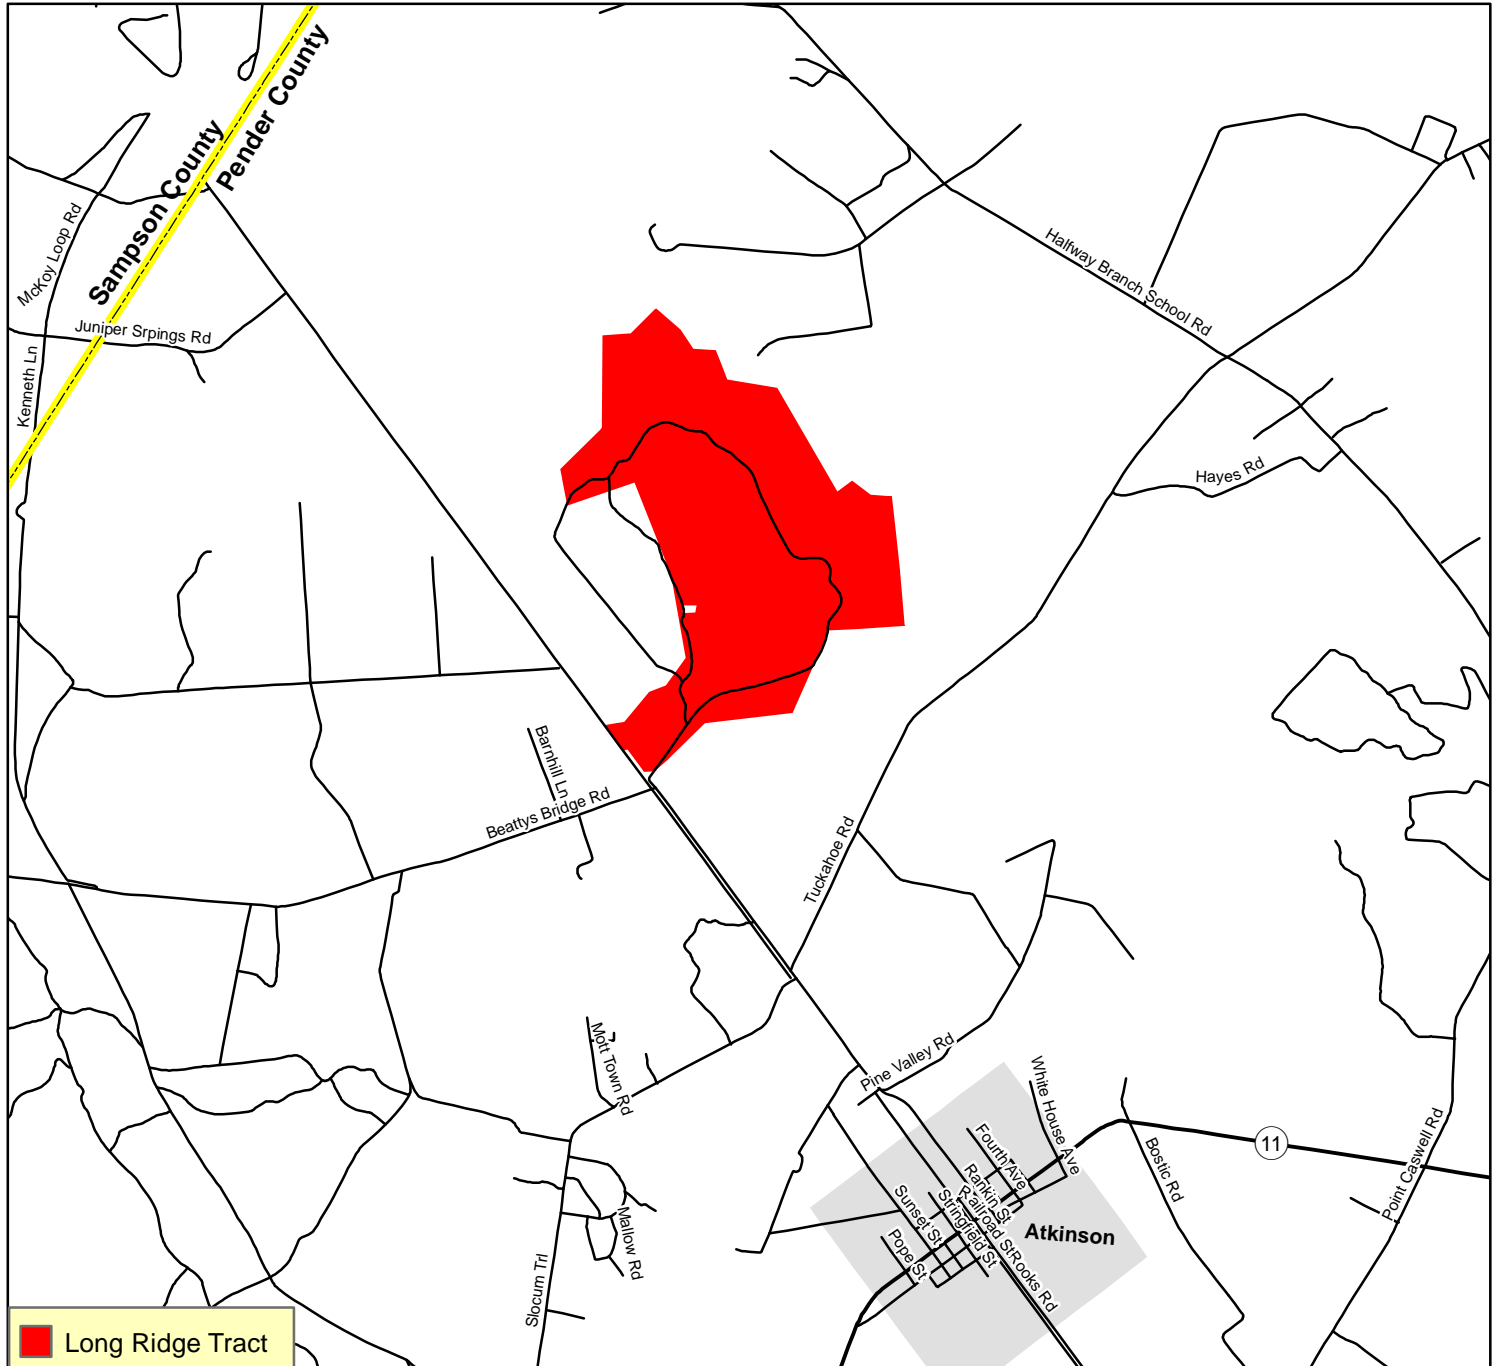 Sampson County
Pender County
McKoy Loop Rd
Juniper Srpings Rd
Kenneth Ln
Halfway Branch School Rd
Hayes Rd
Barnhill Ln
Beattys Bridge Rd
Tuckahoe Rd
Mott Town Rd
Pine Valley Rd
White House Ave
Fourth Ave
Rankin St
Railroad St
Stringfield St
Sunset St
Pope St
Rooks Rd
Atkinson
Bostic Rd
11
Point Caswell Rd
Mallow Rd
Slocum Trl
Long Ridge Tract